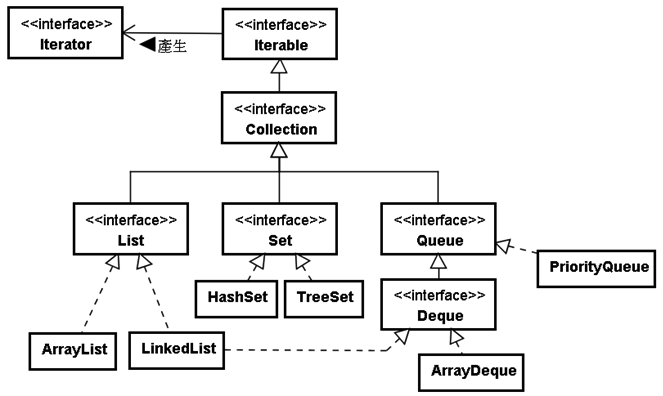 <<interface>>
Iterator
◀產生
<<interface>>
Iterable
<<interface>>
Collection
<<interface>>
List
<<interface>>
Set
<<interface>>
Queue
HashSet
TreeSet
PriorityQueue
<<interface>>
Deque
ArrayList
LinkedList
ArrayDeque